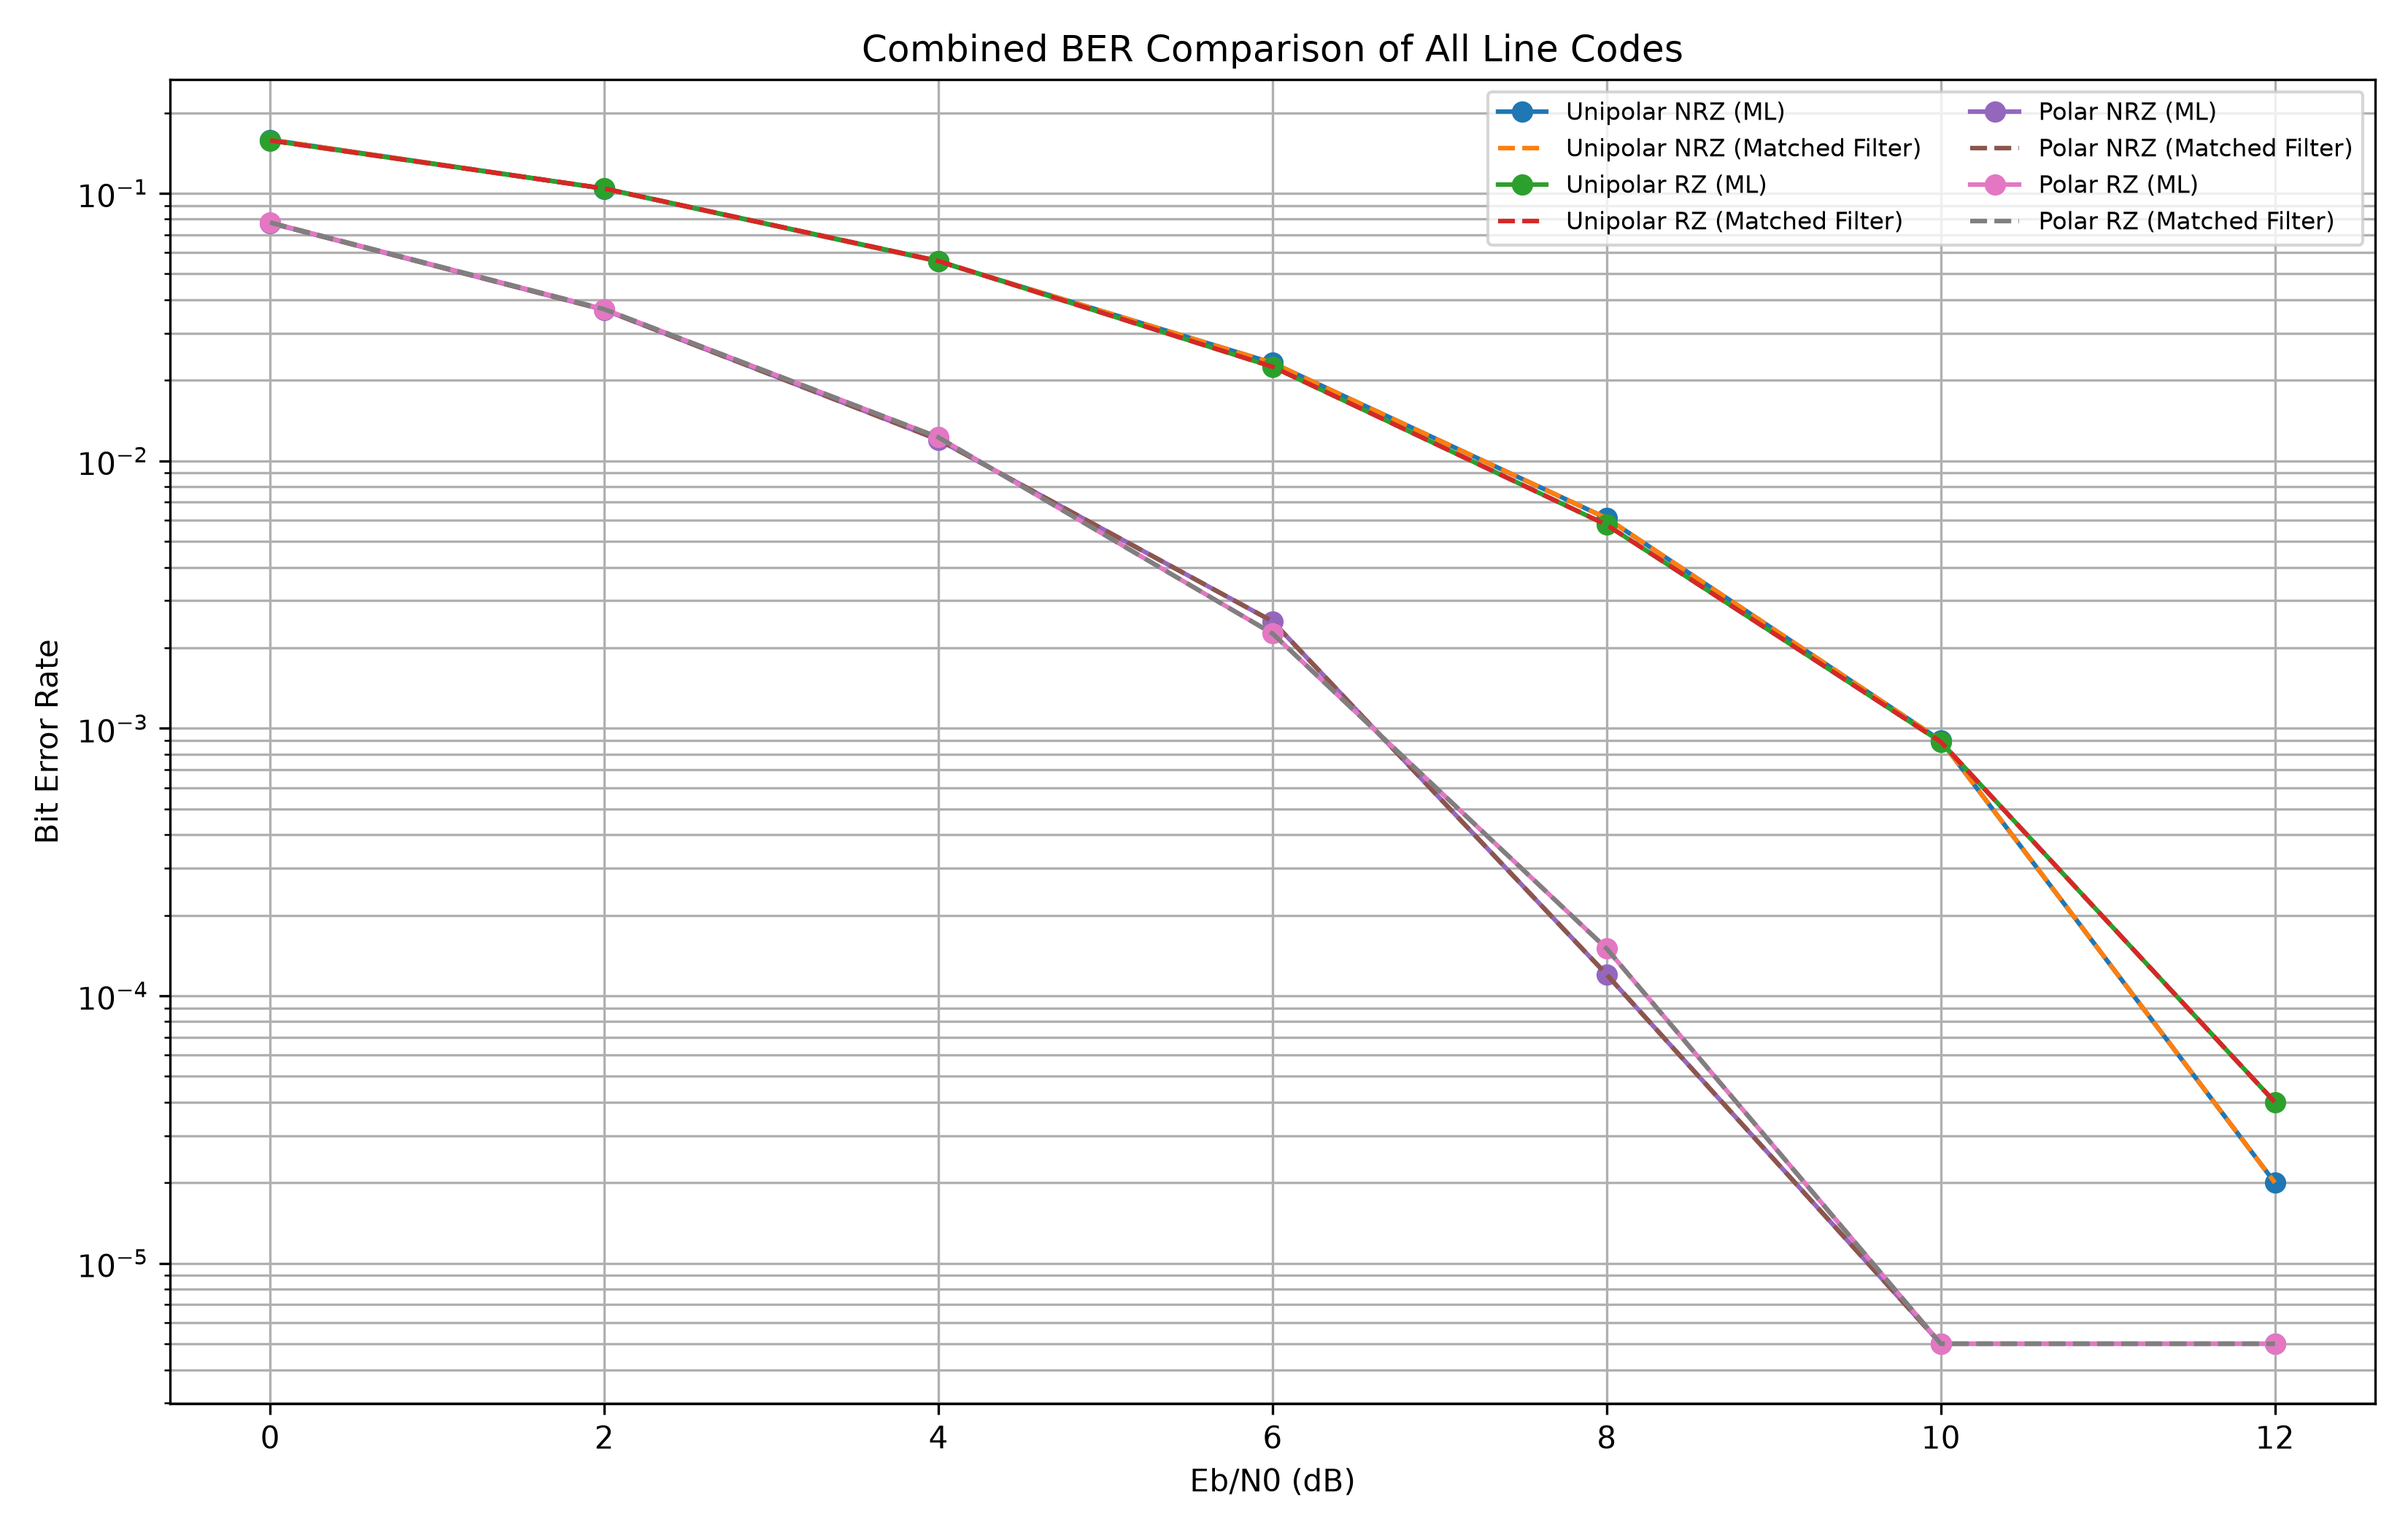 Combined BER Comparison of All Line Codes
Unipolar NRZ (ML)
Unipolar NRZ (Matched Filter)
Unipolar RZ (ML)
Unipolar RZ (Matched Filter)
Polar NRZ (ML)
Polar NRZ (Matched Filter)
Polar RZ (ML)
Polar RZ (Matched Filter)
Bit Error Rate
10⁻¹
10⁻²
10⁻³
10⁻⁴
10⁻⁵
0 2 4 6 8 10 12
Eb/N0 (dB)